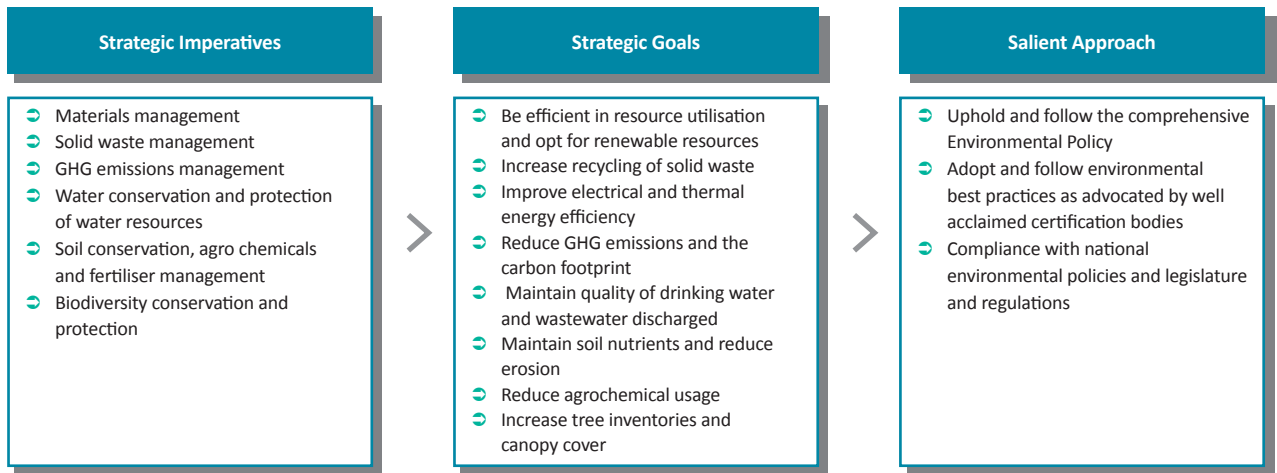 Strategic Imperatives
Materials management
Solid waste management
GHG emissions management
Water conservation and protection
of water resources
Soil conservation, agro chemicals
and fertiliser management
Biodiversity conservation and
protection
Strategic Goals
Be efficient in resource utilisation
and opt for renewable resources
Increase recycling of solid waste
Improve electrical and thermal
energy efficiency
Reduce GHG emissions and the
carbon footprint
Maintain quality of drinking water
and wastewater discharged
Maintain soil nutrients and reduce
erosion
Reduce agrochemical usage
Increase tree inventories and
canopy cover
Salient Approach
Uphold and follow the comprehensive
Environmental Policy
Adopt and follow environmental
best practices as advocated by well
acclaimed certification bodies
Compliance with national
environmental policies and legislature
and regulations